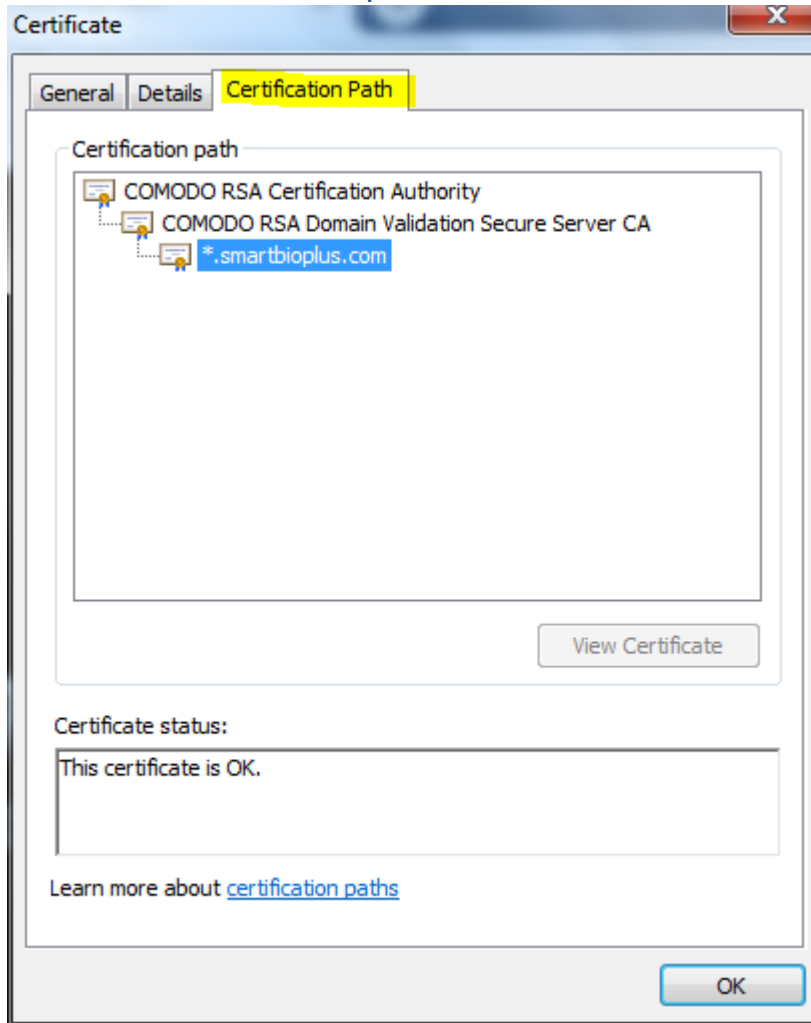 Certificate
General Details Certification Path
Certification path
COMODO RSA Certification Authority
COMODO RSA Domain Validation Secure Server CA
*.smartbioplus.com
View Certificate
Certificate status:
This certificate is OK.
Learn more about certification paths
OK